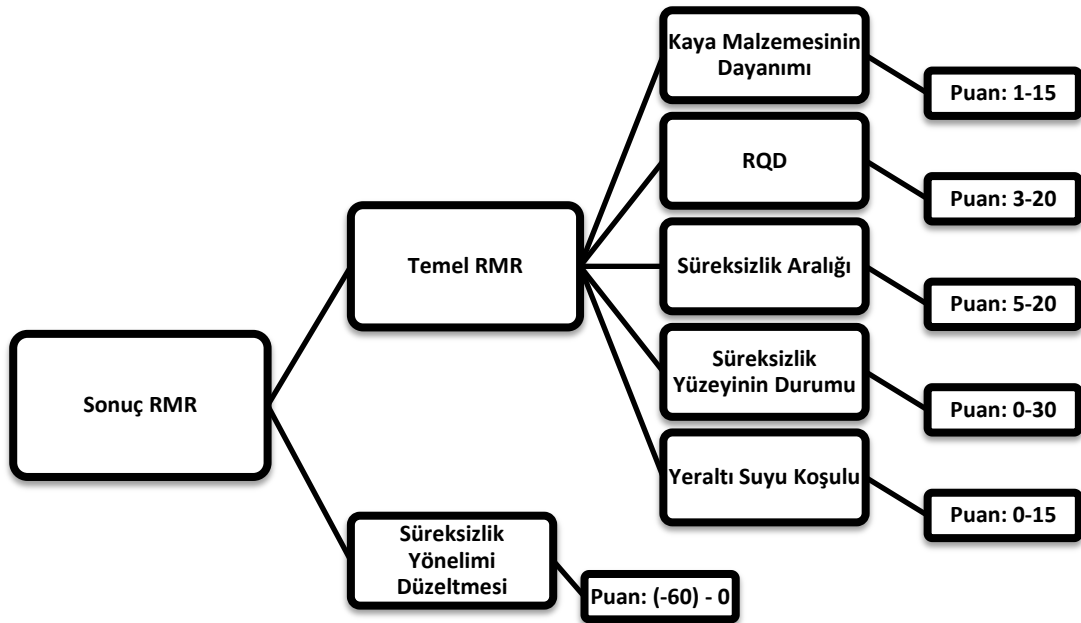 Kaya Malzemesinin
Dayanımı
Puan: 1-15
RQD
Puan: 3-20
Temel RMR
Süreksizlik Aralığı
Puan: 5-20
Süreksizlik
Yüzeyinin Durumu
Sonuç RMR
Puan: 0-30
Yeraltı Suyu Koşulu
Puan: 0-15
Süreksizlik
Yönelimi
Düzeltmesi
Puan: (-60) - 0